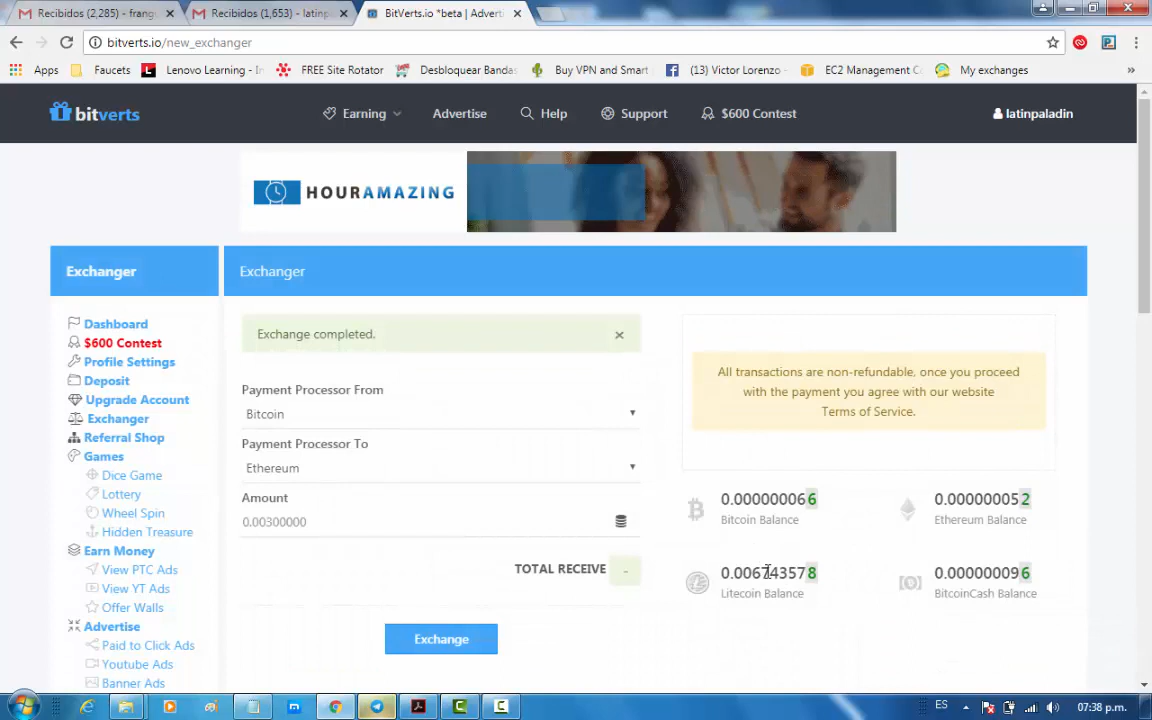 Recibidos (2,285) - frang
Recibidos (1,653) - latinp
BitVerts.io *beta | Advert
bitverts.io/new_exchanger
Apps
Faucets
Lenovo Learning - In
FREE Site Rotator
Desbloquear Bandas
Buy VPN and Smart
(13) Victor Lorenzo
EC2 Management C
My exchanges
»
bitverts
Earning
Advertise
Help
Support
$600 Contest
latinpaladin
HOURAMAZING
Exchanger
Exchanger
Dashboard
$600 Contest
Profile Settings
Deposit
Upgrade Account
Exchanger
Referral Shop
Games
Dice Game
Lottery
Wheel Spin
Hidden Treasure
Earn Money
View PTC Ads
View YT Ads
Offer Walls
Advertise
Paid to Click Ads
Youtube Ads
Banner Ads
Exchange completed.
×
Payment Processor From
Bitcoin
Payment Processor To
Ethereum
Amount
0.00300000
TOTAL RECEIVE -
Exchange
All transactions are non-refundable, once you proceed
with the payment you agree with our website
Terms of Service.
0.000000066
Bitcoin Balance
0.000000052
Ethereum Balance
0.006743578
Litecoin Balance
0.000000096
BitcoinCash Balance
ES
07:38 p.m.